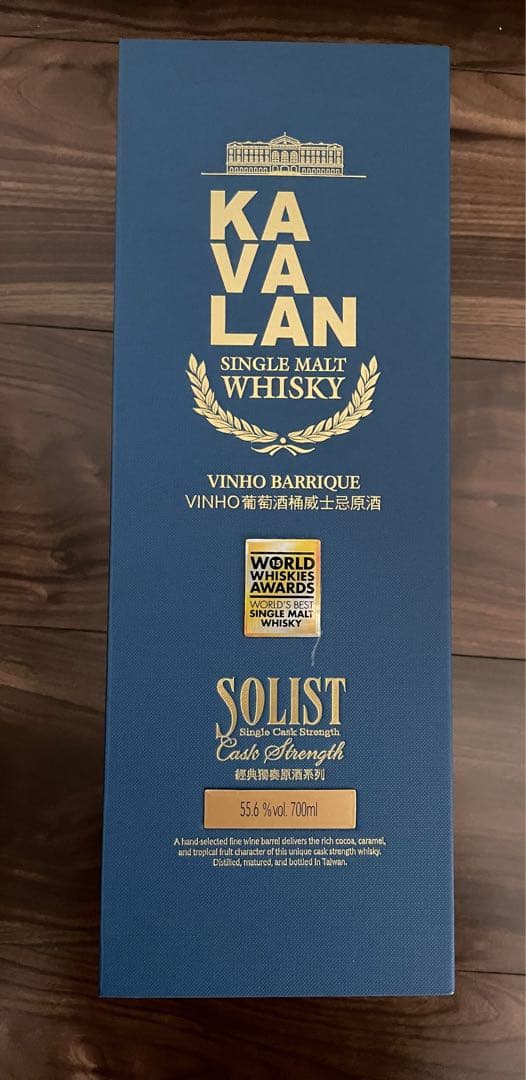 KA
VA
LAN
SINGLE MALT
WHISKY
VINHO BARRIQUE
VINHO葡萄酒桶威士忌原酒
15
WORLD
WHISKIES
AWARDS
WORLD'S BEST
SINGLE MALT
WHISKY
SOLIST
Single Cask Strength
Cask Strength
經典獨奏原酒系列
55.6 %vol. 700ml
A hand-selected fine wine barrel delivers the rich cocoa, caramel,
and tropical fruit character of this unique cask strength whisky.
Distilled, matured, and bottled in Taiwan.